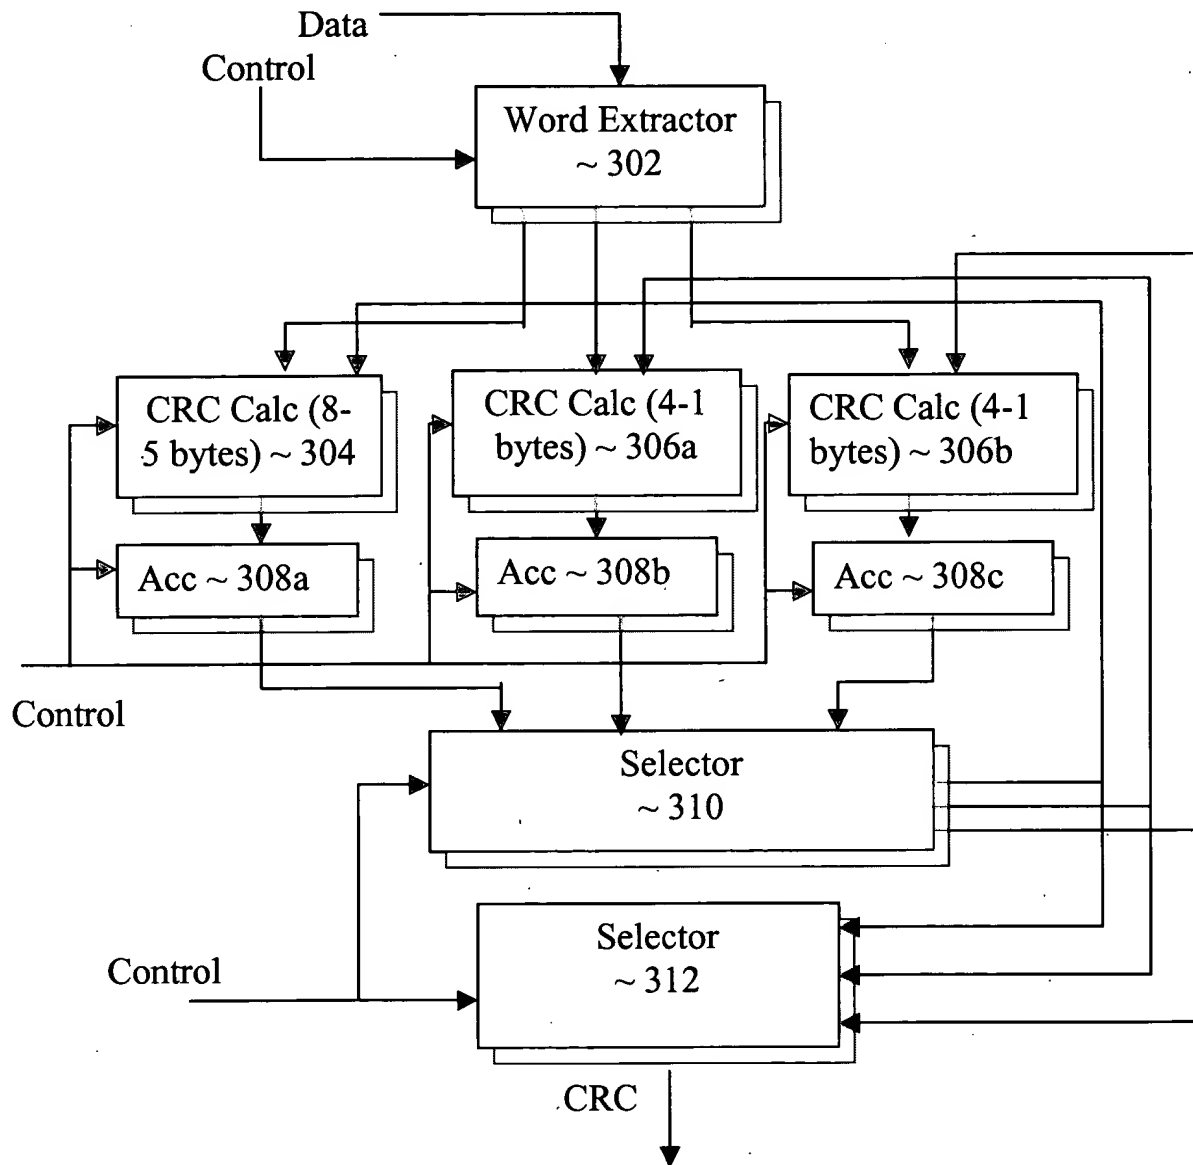 Data
Control
Word Extractor
~ 302
CRC Calc (8-
5 bytes) ~ 304
CRC Calc (4-1
bytes) ~ 306a
CRC Calc (4-1
bytes) ~ 306b
Acc ~ 308a
Acc ~ 308b
Acc ~ 308c
Control
Selector
~ 310
Selector
~ 312
Control
CRC